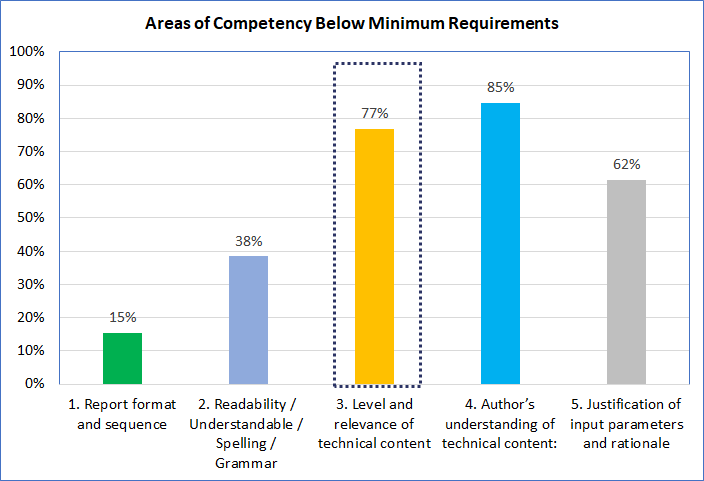 Areas of Competency Below Minimum Requirements
100%
90%
80%
70%
60%
50%
40%
30%
20%
10%
0%
15%
38%
77%
85%
62%
1. Report format
and sequence
2. Readability /
Understandable /
Spelling /
Grammar
3. Level and
relevance of
technical content
4. Author’s
understanding of
technical content:
5. Justification of
input parameters
and rationale